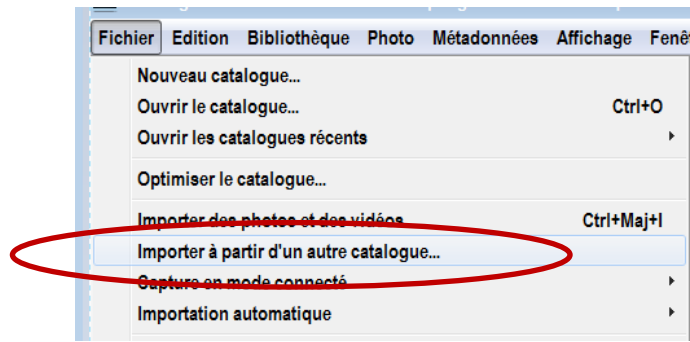 Fichier Edition Bibliothèque Photo Métadonnées Affichage Fenê
Nouveau catalogue...
Ouvrir le catalogue... Ctrl+O
Ouvrir les catalogues récents
Optimiser le catalogue...
Importer des photos et des vidéos Ctrl+Maj+I
Importer à partir d'un autre catalogue...
Capture en mode connecté
Importation automatique